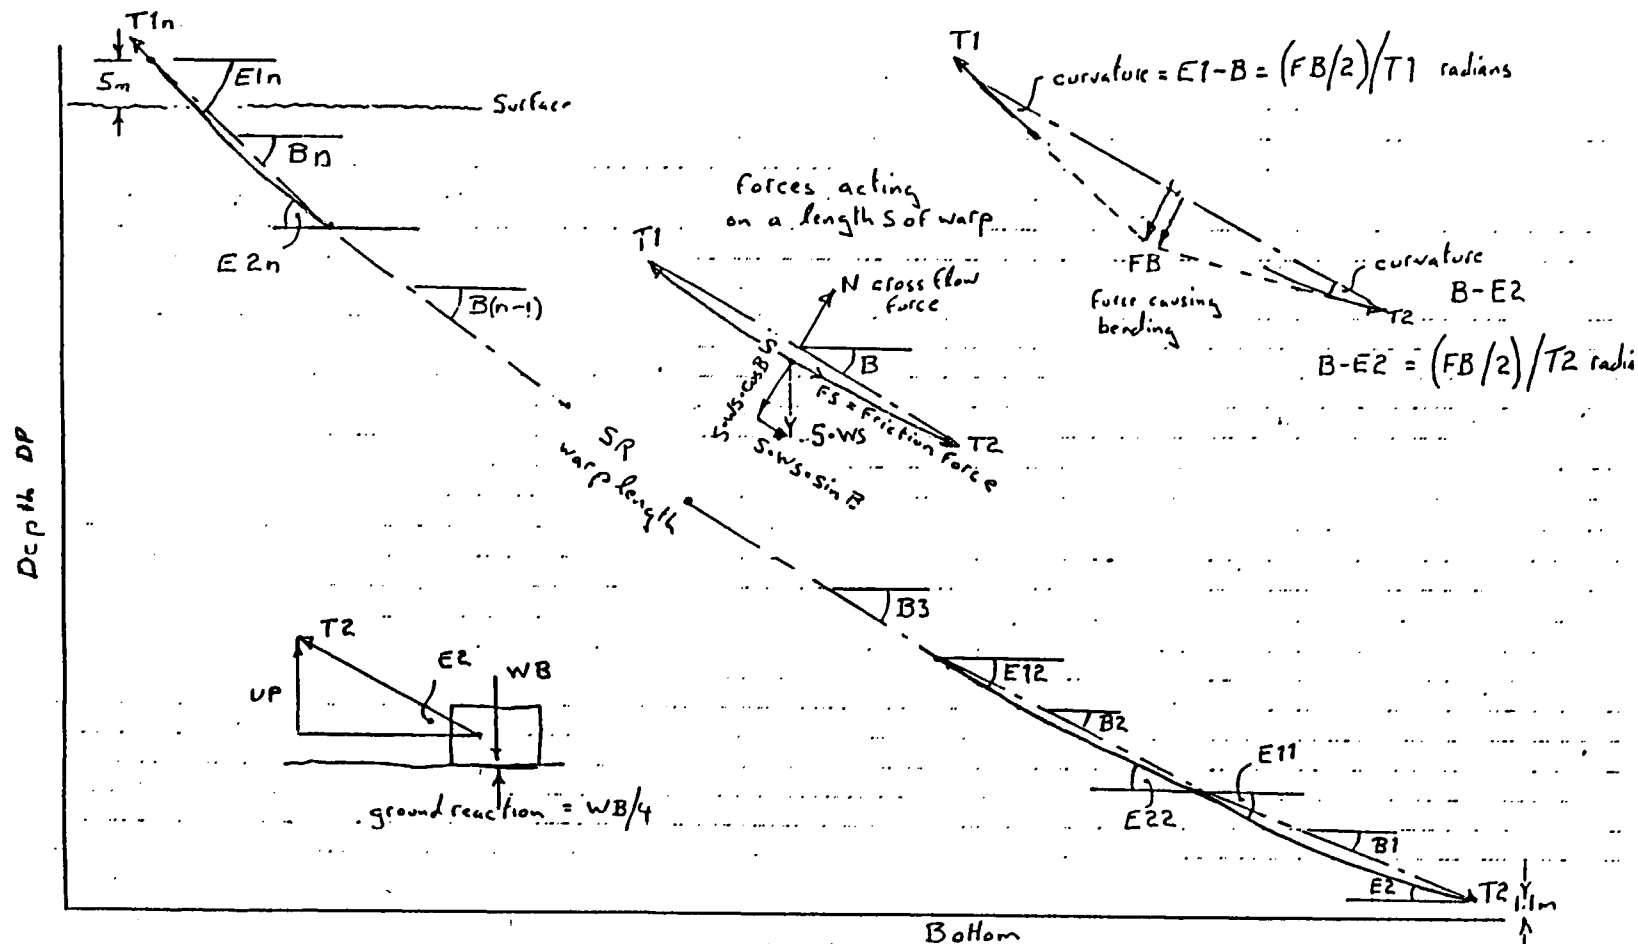 T1n
5m
E1n
Surface
Bn
E2n
B(n-1)
SR
warp length
Depth DP
T1
curvature = E1-B = (FB/2)/T1 radians
FB
force causing
bending
curvature
B-E2
T2
B-E2 = (FB/2)/T2 radi
forces acting
on a length S of warp
T1
N cross flow
force
B
S
S.WS.cosB
FS = Friction Force
S.WS
S.WS.sin B
T2
B3
E12
B2
E11
E22
B1
E2
T2
1.1m
T2
E2
WB
UP
ground reaction = WB/4
Bottom